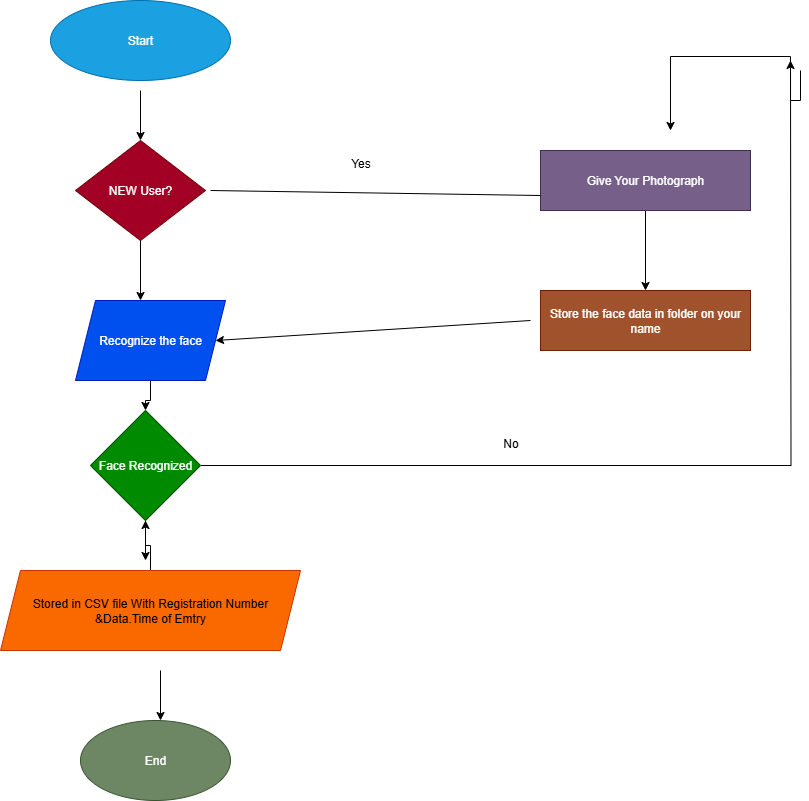 Start
NEW User?
Yes
Give Your Photograph
Store the face data in folder on your
name
Recognize the face
Face Recognized
No
Stored in CSV file With Registration Number
&Data.Time of Emtry
End